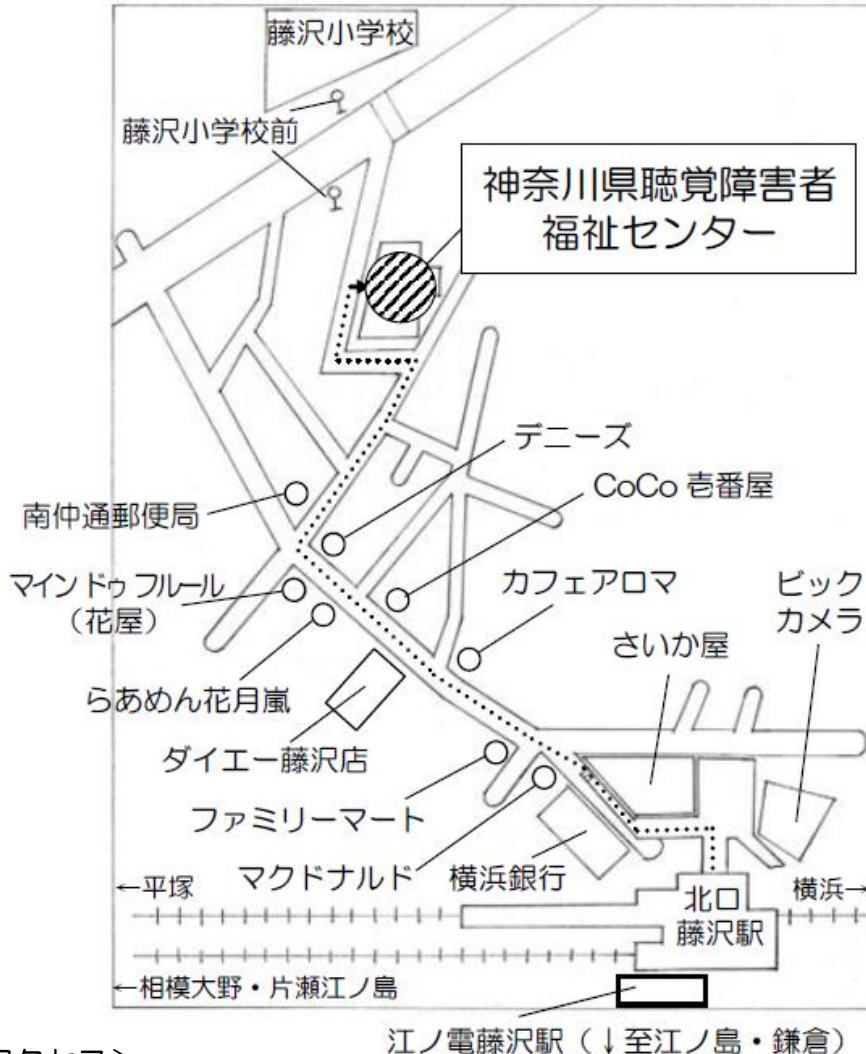 藤沢小学校
藤沢小学校前
神奈川県聴覚障害者
福祉センター
デニーズ
CoCo壱番屋
南仲通郵便局
マインドゥフルール
（花屋）
カフェアロマ
ビック
カメラ
さいか屋
らあめん花月嵐
ダイエー藤沢店
ファミリーマート
マクドナルド
横浜銀行
←平塚
横浜→
北口
藤沢駅
←相模大野・片瀬江ノ島
江ノ電藤沢駅（↓至江ノ島・鎌倉）